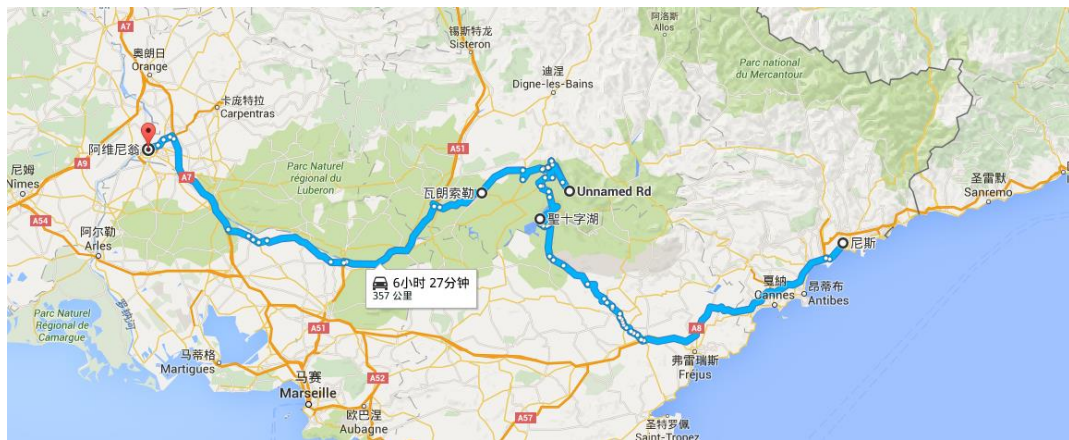 A7
奥朗日
Orange
锡斯特龙
Sisteron
阿洛斯
Allos
迪涅
Digne-les-Bains
Parc national
du Mercantour
卡庞特拉
Carpentras
阿维尼翁
A9
尼姆
Nîmes
A7
Parc Naturel
régional du
Luberon
A51
瓦朗索勒
Unnamed Rd
圣雷默
Sanremo
A54
阿尔勒
Arles
聖十字湖
尼斯
6小时 27分钟
357 公里
戛纳
Cannes
昂蒂布
Antibes
罗纳河
Parc Naturel
Régional de
Camargue
A51
A8
马蒂格
Martigues
弗雷瑞斯
Fréjus
马赛
Marseille
A52
欧巴涅
Aubagne
A57
圣特罗佩
Saint-Tropez